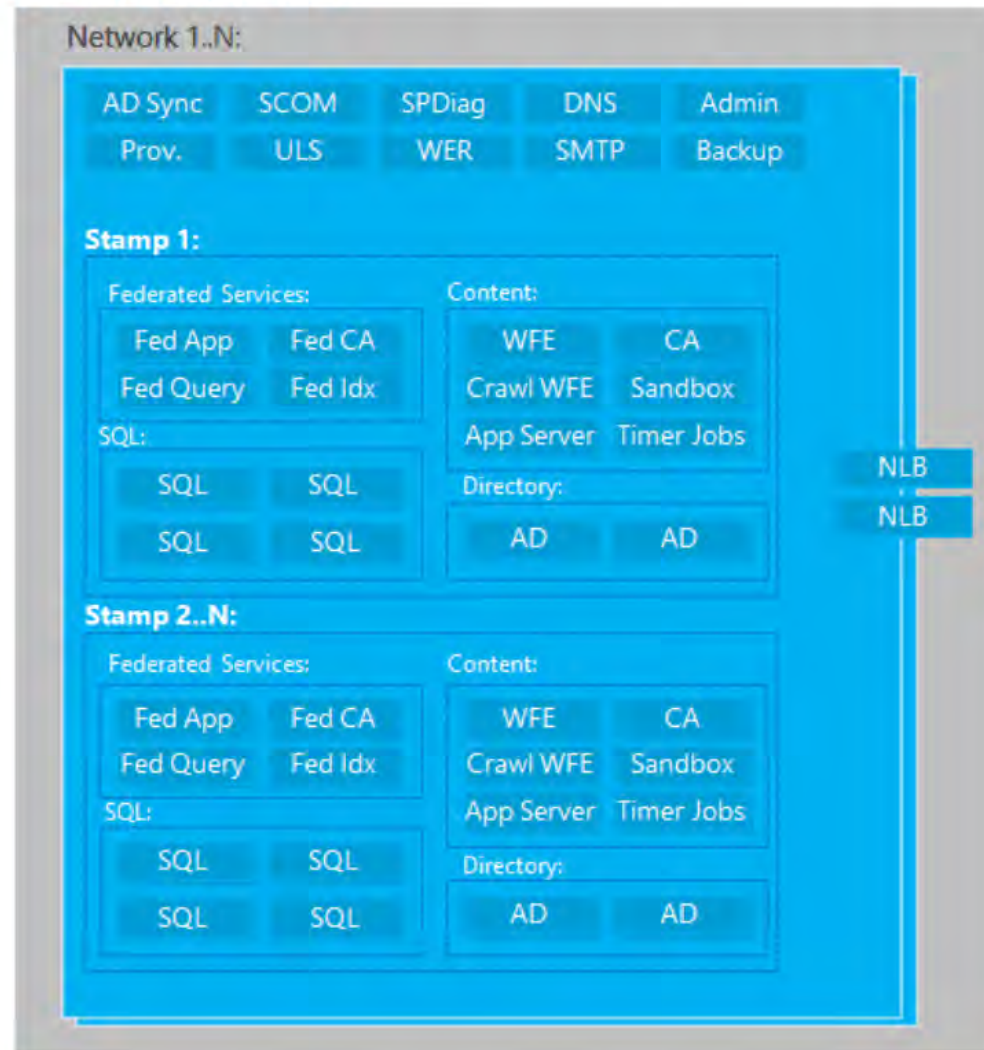 Network 1..N:
AD Sync SCOM SPDiag DNS Admin
Prov. ULS WER SMTP Backup
Stamp 1:
Federated Services:
Fed App Fed CA
Fed Query Fed Idx
SQL:
SQL SQL
SQL SQL
Content:
WFE CA
Crawl WFE Sandbox
App Server Timer Jobs
Directory:
AD AD
NLB
NLB
Stamp 2..N:
Federated Services:
Fed App Fed CA
Fed Query Fed Idx
SQL:
SQL SQL
SQL SQL
Content:
WFE CA
Crawl WFE Sandbox
App Server Timer Jobs
Directory:
AD AD